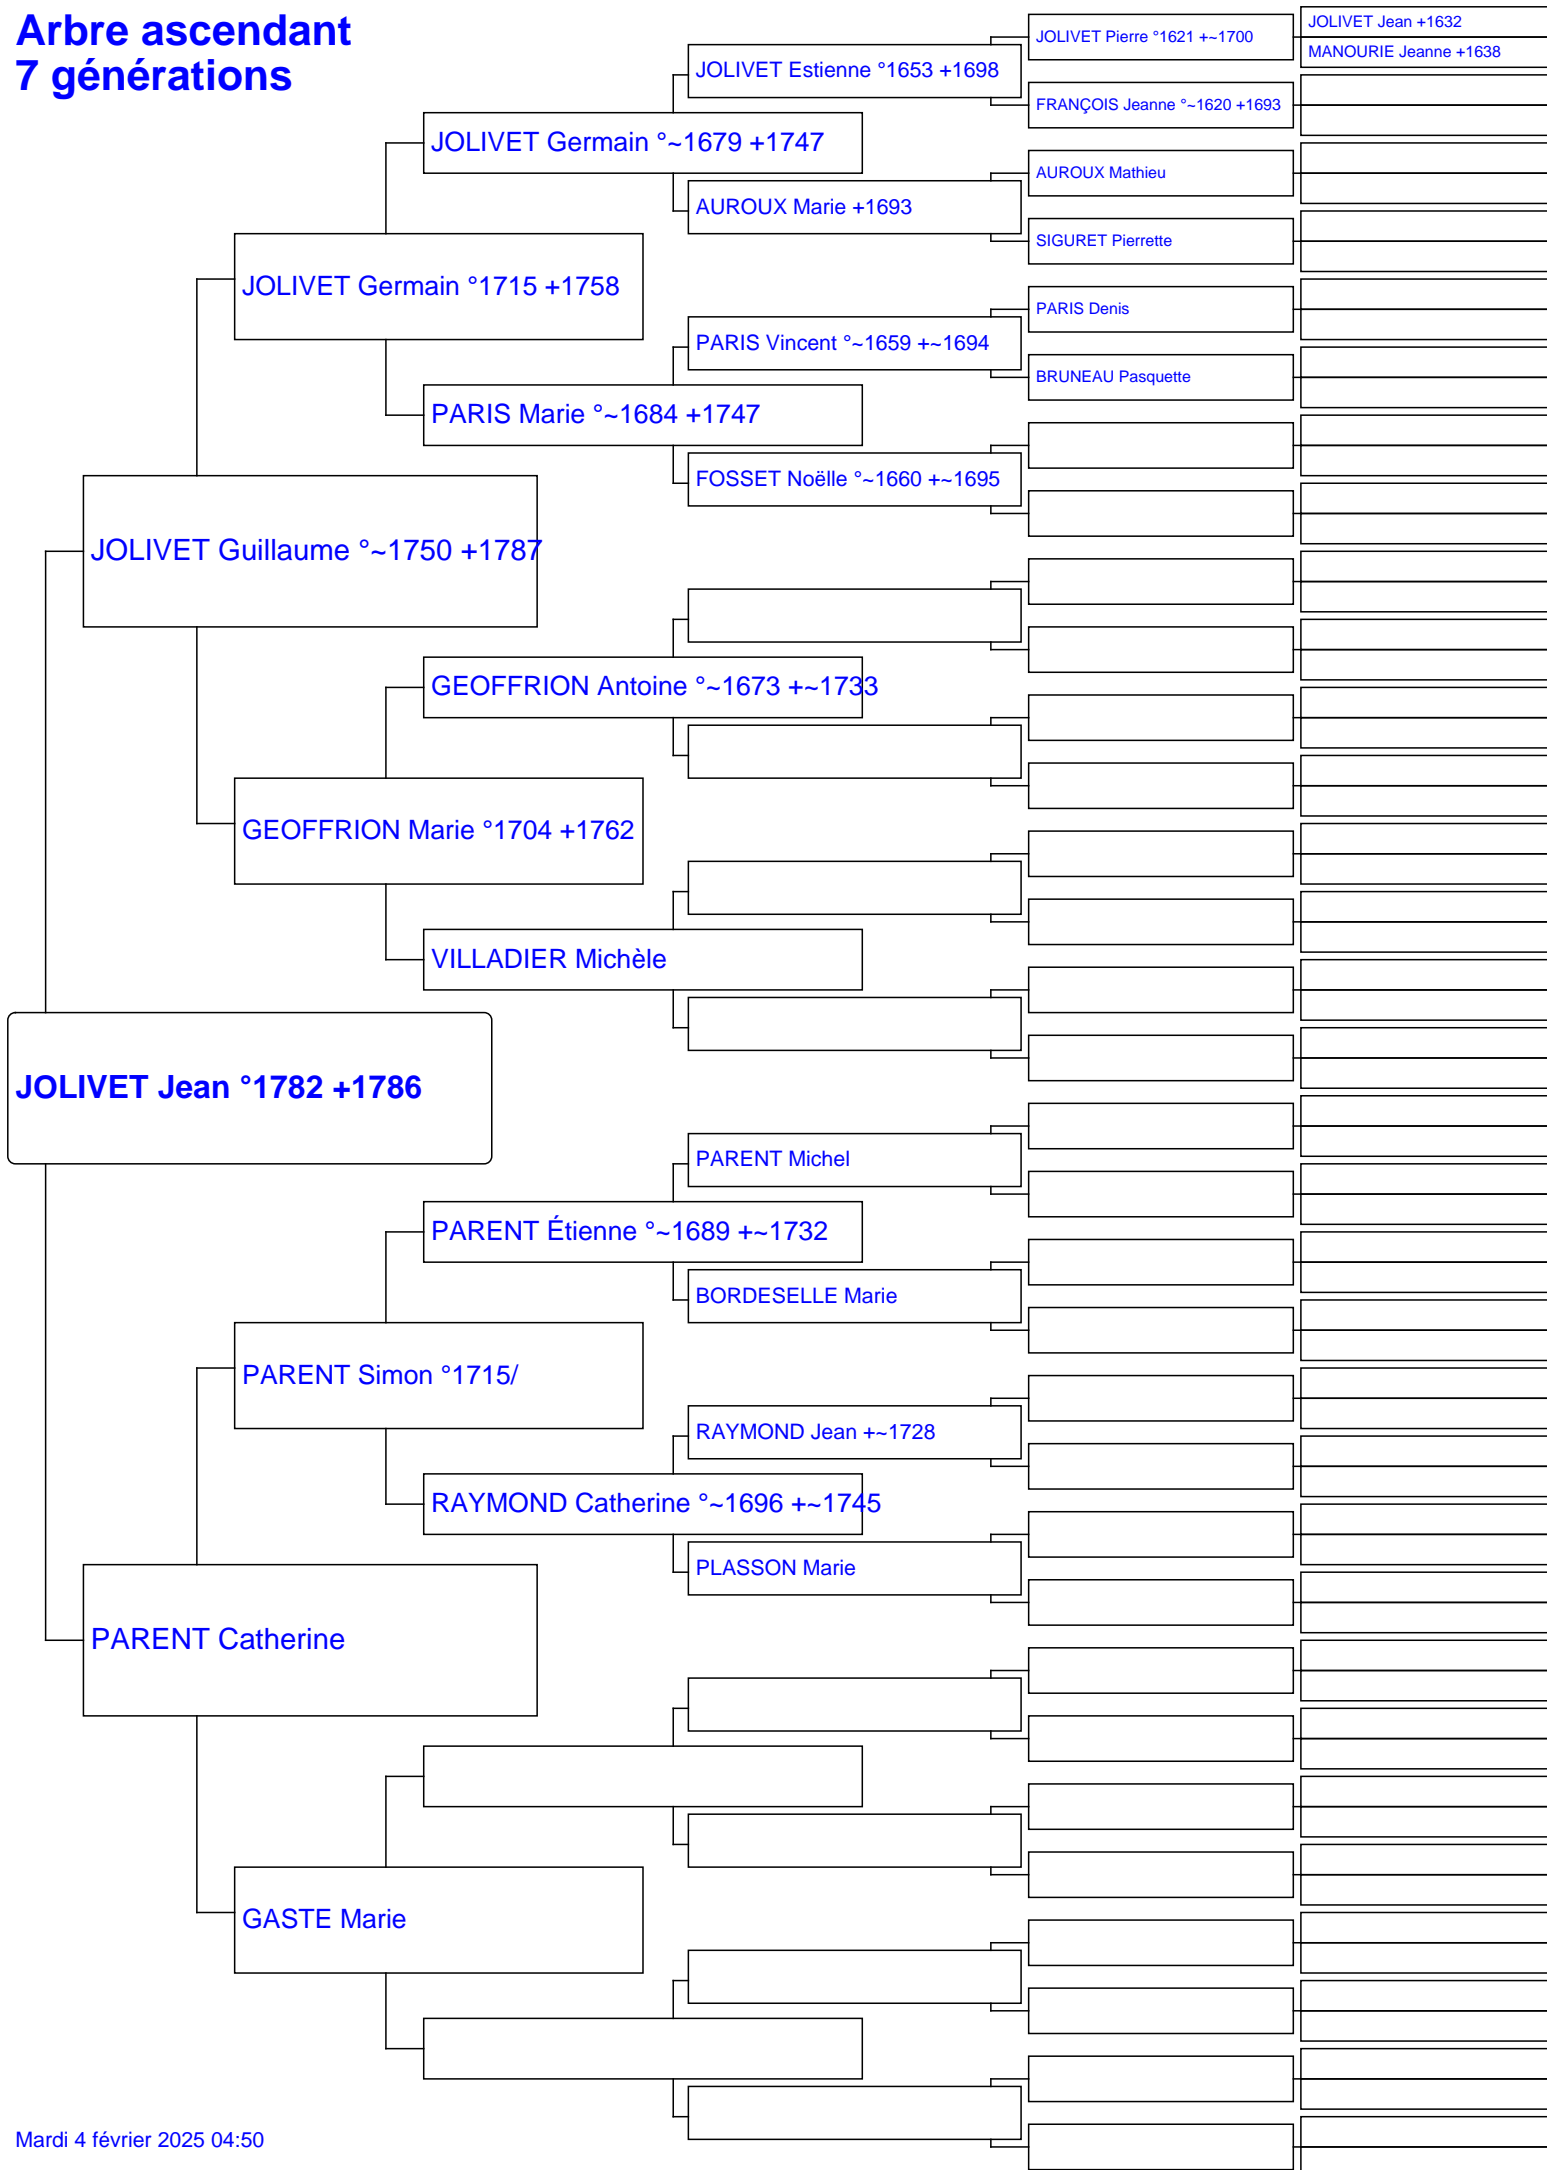 Arbre ascendant
7 générations
JOLIVET Pierre °1621 +~1700
JOLIVET Jean +1632
MANOURIE Jeanne +1638
JOLIVET Estienne °1653 +1698
FRANÇOIS Jeanne °~1620 +1693
JOLIVET Germain °~1679 +1747
AUROUX Mathieu
AUROUX Marie +1693
SIGURET Pierrette
JOLIVET Germain °1715 +1758
PARIS Denis
PARIS Vincent °~1659 +~1694
BRUNEAU Pasquette
PARIS Marie °~1684 +1747
FOSSET Noëlle °~1660 +~1695
JOLIVET Guillaume °~1750 +1787
GEOFFRION Antoine °~1673 +~1733
GEOFFRION Marie °1704 +1762
VILLADIER Michèle
JOLIVET Jean °1782 +1786
PARENT Michel
PARENT Étienne °~1689 +~1732
BORDESELLE Marie
PARENT Simon °1715/
RAYMOND Jean +~1728
RAYMOND Catherine °~1696 +~1745
PLASSON Marie
PARENT Catherine
GASTE Marie
Mardi 4 février 2025 04:50